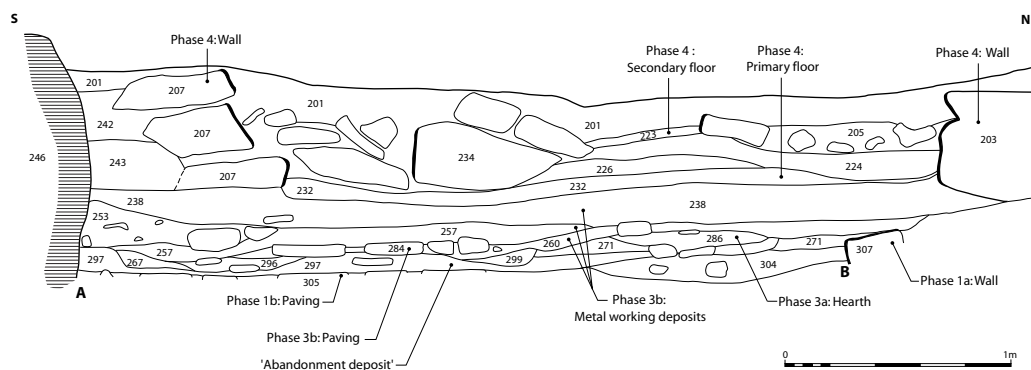 S
N
Phase 4: Wall
Phase 4 :
Secondary floor
Phase 4:
Primary floor
Phase 4: Wall
201
207
201
201
223
205
203
242
207
234
246
243
226
224
207
232
232
238
238
253
257
257
284
260
271
286
271
307
297
267
296
297
299
304
305
A
B
Phase 1b: Paving
Phase 3b: Paving
'Abandonment deposit'
Phase 3b:
Metal working deposits
Phase 3a: Hearth
Phase 1a: Wall
0
1m